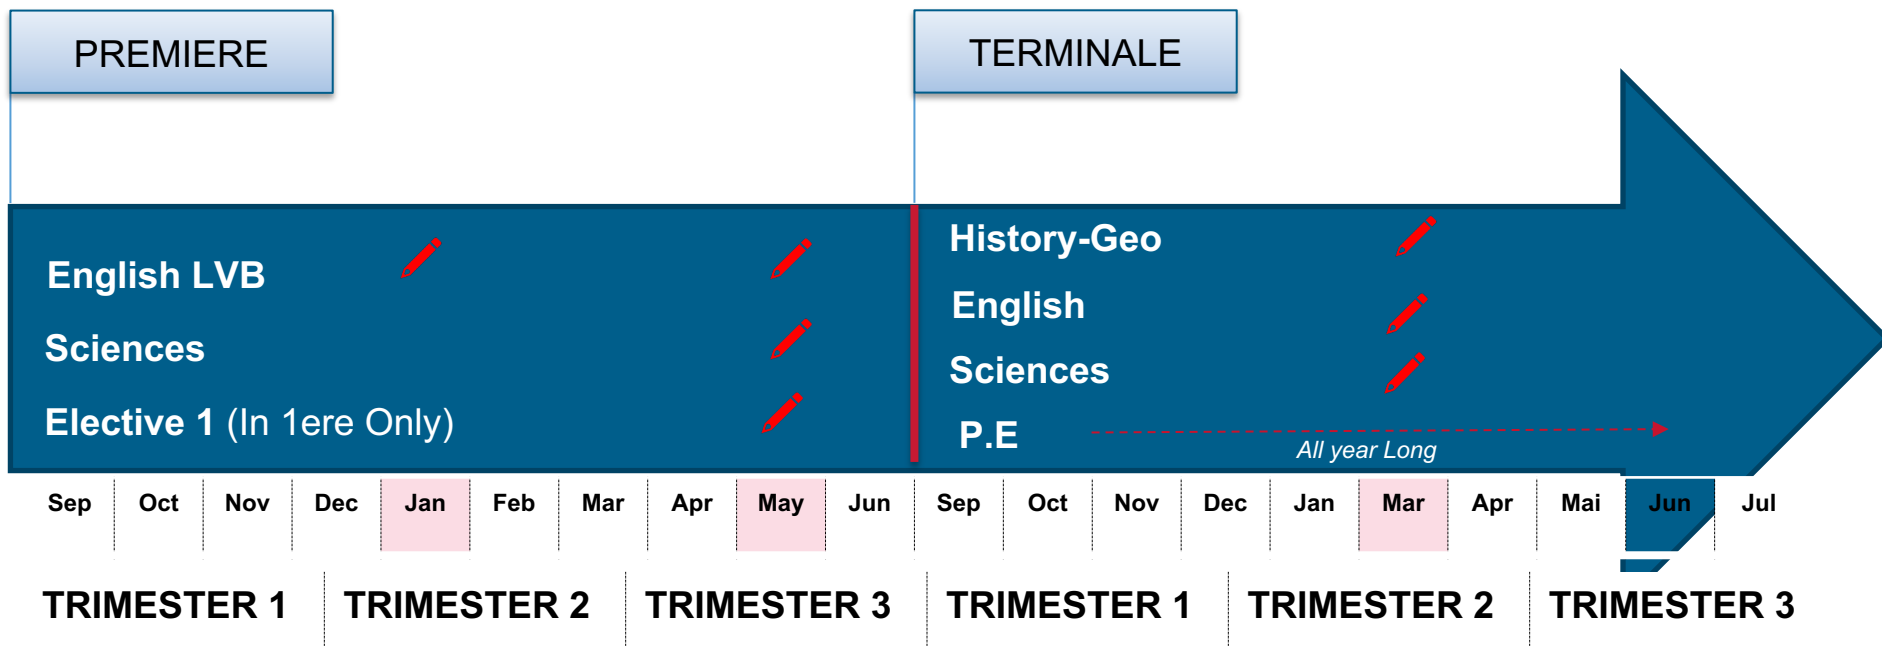 PREMIERE
TERMINALE
English LVB
Sciences
Elective 1 (In 1ere Only)
History-Geo
English
Sciences
P.E
All year Long
Sep Oct Nov Dec Jan Feb Mar Apr May Jun Sep Oct Nov Dec Jan Mar Apr Mai Jun Jul
TRIMESTER 1 TRIMESTER 2 TRIMESTER 3 TRIMESTER 1 TRIMESTER 2 TRIMESTER 3